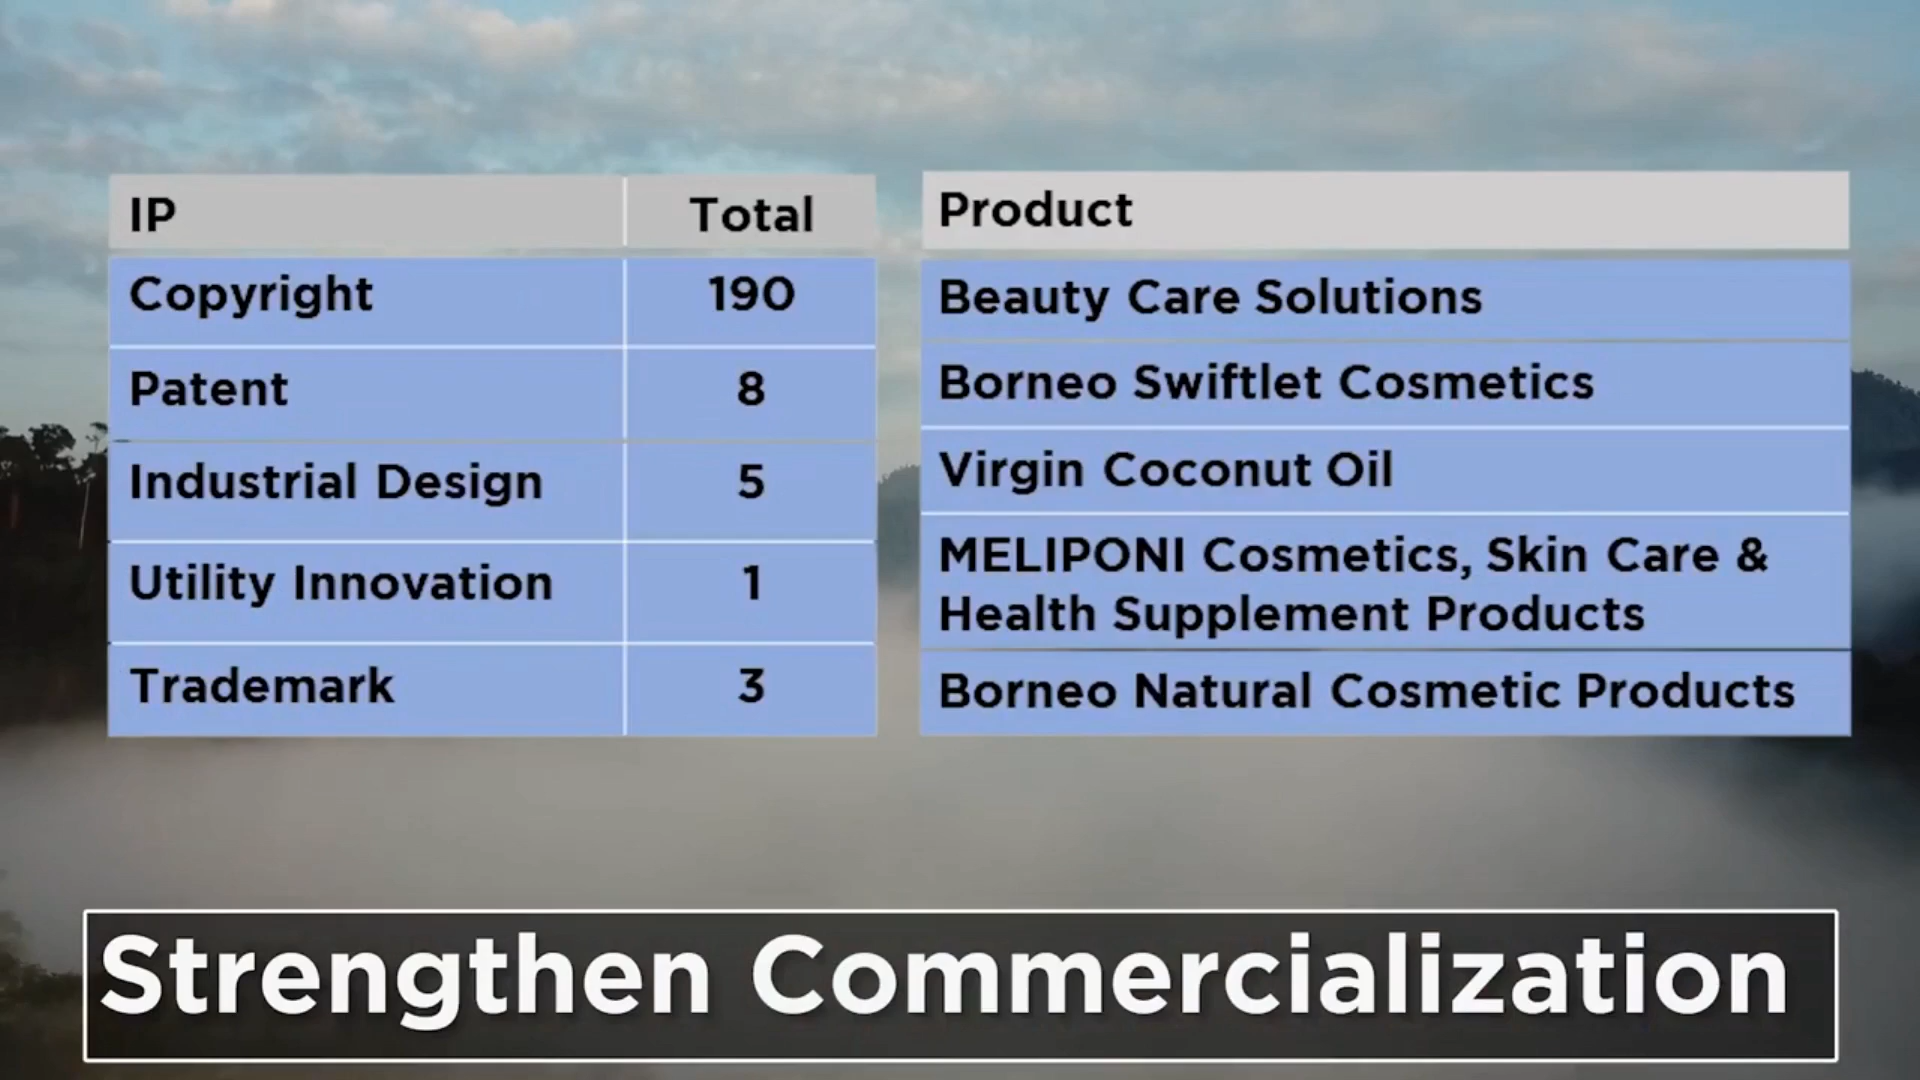 IP Total
Copyright 190
Patent 8
Industrial Design 5
Utility Innovation 1
Trademark 3
Product
Beauty Care Solutions
Borneo Swiftlet Cosmetics
Virgin Coconut Oil
MELIPONI Cosmetics, Skin Care &
Health Supplement Products
Borneo Natural Cosmetic Products
Strengthen Commercialization